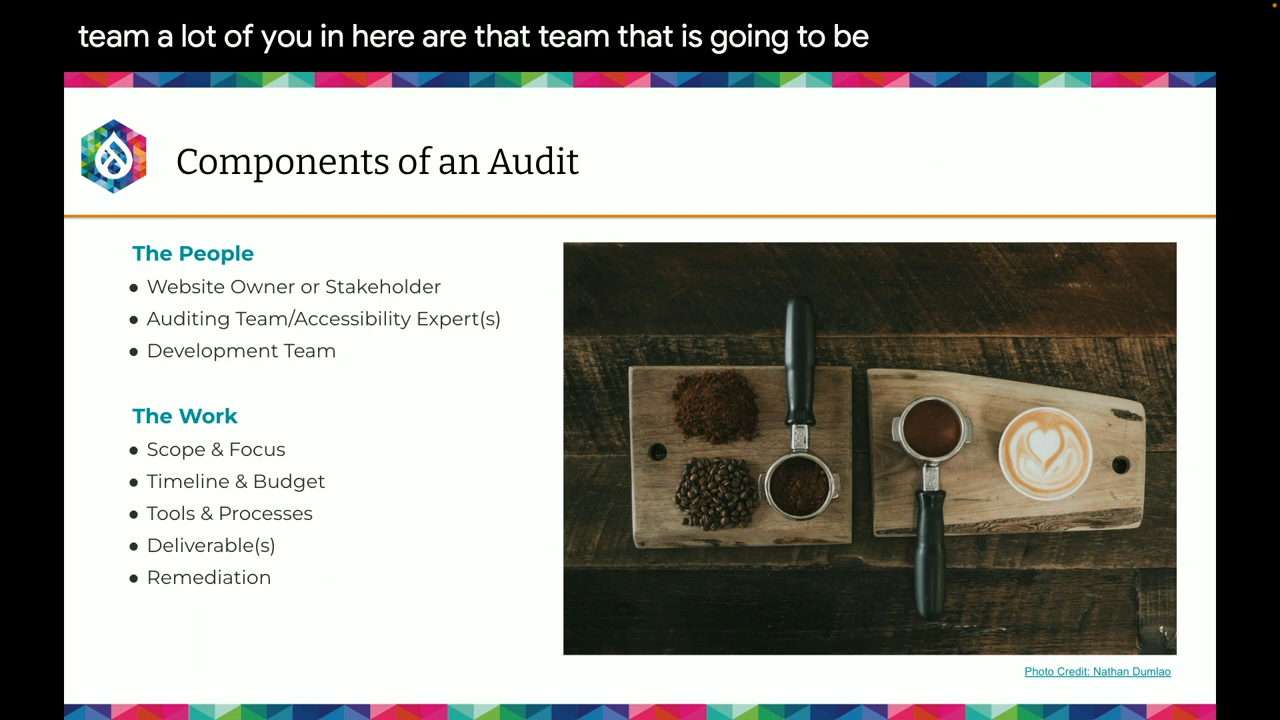 team a lot of you in here are that team that is going to be
Components of an Audit
The People
● Website Owner or Stakeholder
● Auditing Team/Accessibility Expert(s)
● Development Team
The Work
● Scope & Focus
● Timeline & Budget
● Tools & Processes
● Deliverable(s)
● Remediation
Photo Credit: Nathan Dumlao